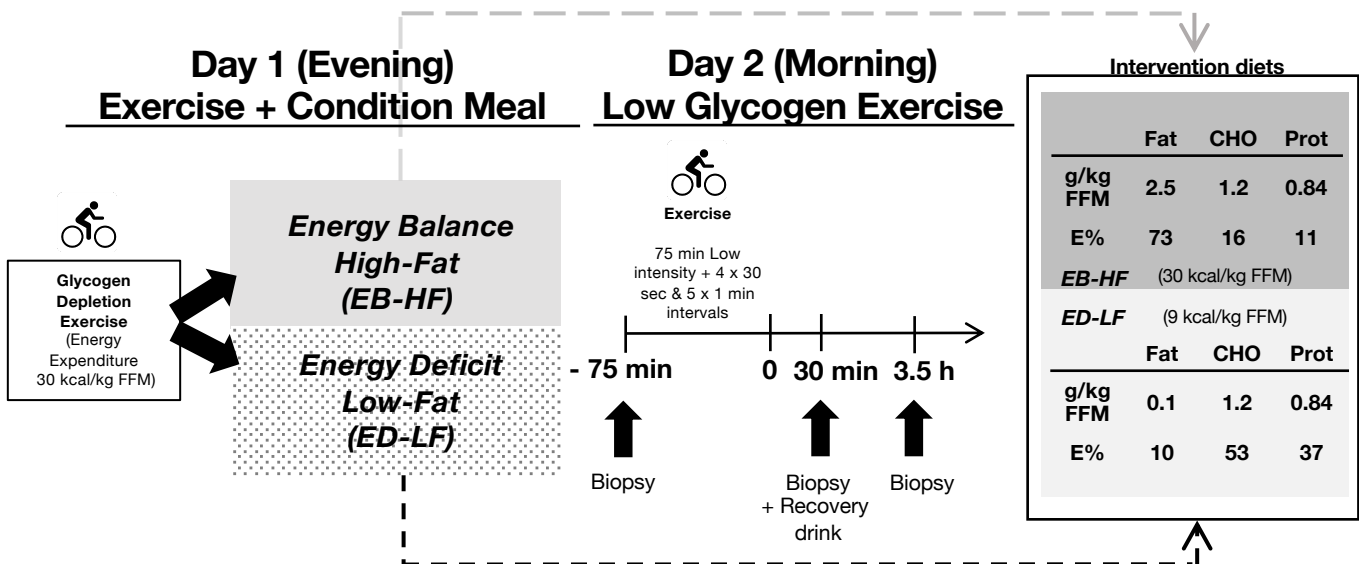 Day 1 (Evening)
Exercise + Condition Meal
Day 2 (Morning)
Low Glycogen Exercise
Glycogen
Depletion
Exercise
(Energy
Expenditure
30 kcal/kg FFM)
Energy Balance
High-Fat
(EB-HF)
Energy Deficit
Low-Fat
(ED-LF)
Exercise
75 min Low
intensity + 4 x 30
sec & 5 x 1 min
intervals
- 75 min 0 30 min 3.5 h
Biopsy
Biopsy
+ Recovery
drink
Biopsy
Intervention diets
Fat CHO Prot
g/kg
FFM 2.5 1.2 0.84
E% 73 16 11
EB-HF (30 kcal/kg FFM)
ED-LF (9 kcal/kg FFM)
Fat CHO Prot
g/kg
FFM 0.1 1.2 0.84
E% 10 53 37